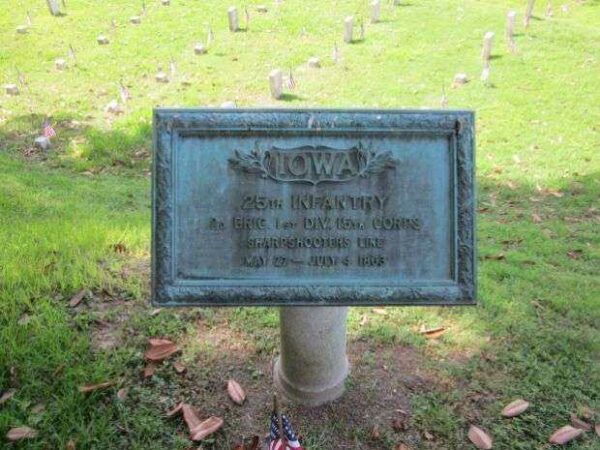 IOWA
25TH INFANTRY
2D BRIG. 1ST DIV. 15TH CORPS
SHARPSHOOTERS LINE
MAY 27 — JULY 4 1863